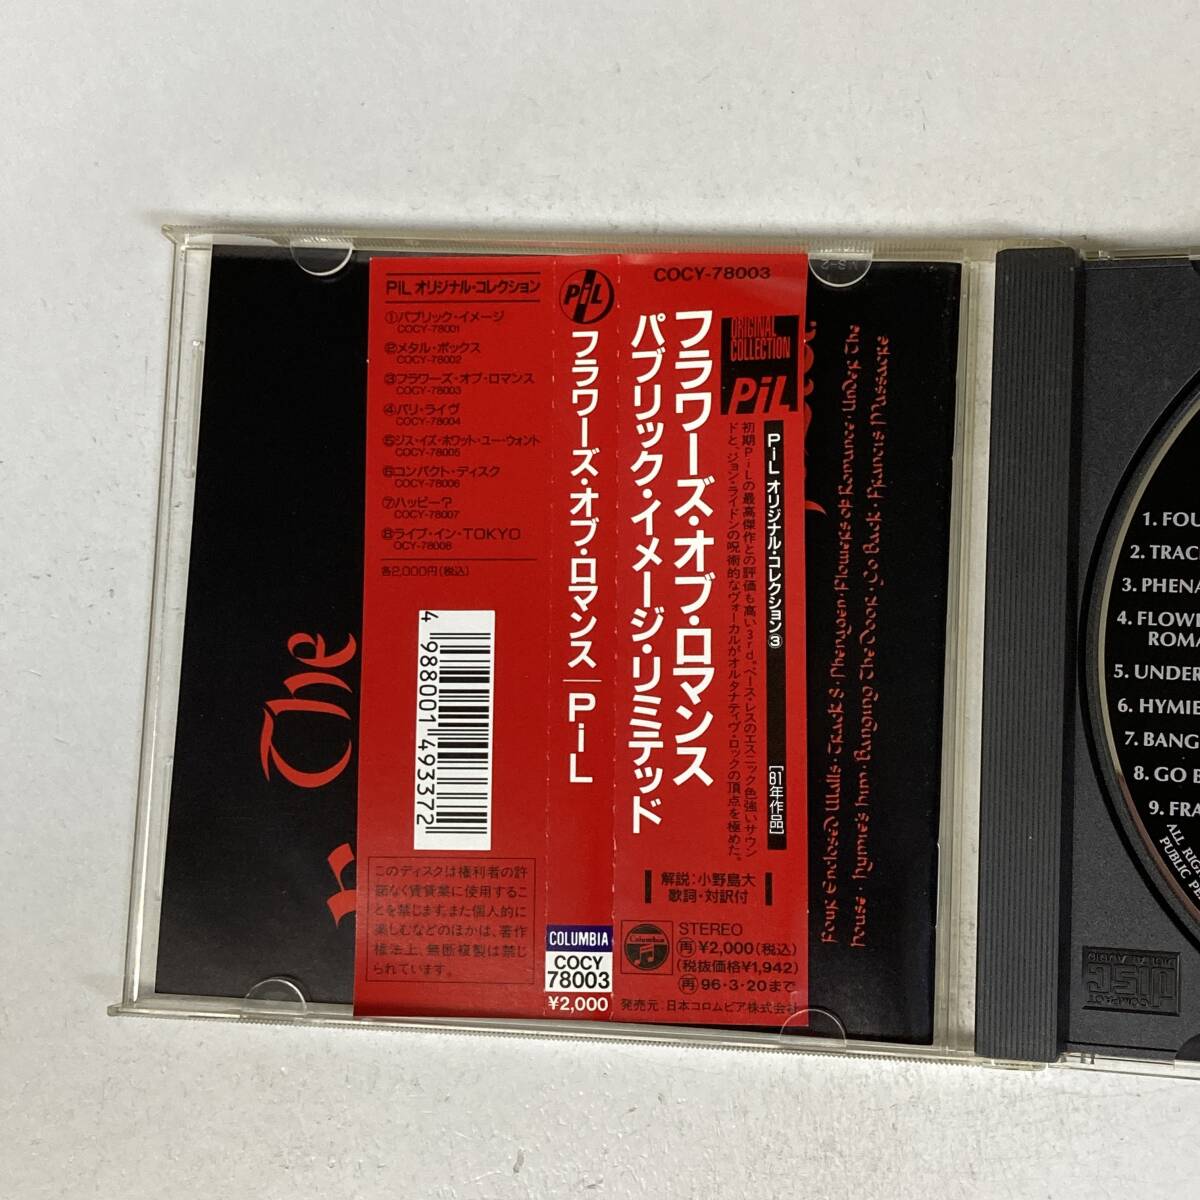 PiL オリジナル・コレクション
①パブリック・イメージ
COCY-78001
②メタル・ボックス
COCY-78002
③フラワーズ・オブ・ロマンス
COCY-78003
④パリ・ライヴ
COCY-78004
⑤ジス・イズ・ホワット・ユー・ウォント
COCY-78005
⑥コンパクト・ディスク
COCY-78006
⑦ハッピー?
COCY-78007
⑧ライブ・イン・TOKYO
COCY-78008
各2,000円(税込)
4 988001 493372
このディスクは権利者の許
諾なく賃貸業に使用するこ
とを禁じます。また個人的に
楽しむなどのほかは、著作
権法上、無断複製は禁じ
られています。
PiL
フラワーズ・オブ・ロマンス|PiL
COLUMBIA
COCY
78003
¥2,000
COCY-78003
フラワーズ・オブ・ロマンス
パブリック・イメージ・リミテッド
ORIGINAL
COLLECTION
PiL
PiL オリジナル・コレクション③
[81年作品]
初期PiLの最高傑作との評価も高い3rd。ベース・レスのエスニック色強いサウン
ドと、ジョン・ライドンの呪術的なヴォーカルがオルタナティヴ・ロックの頂点を極めた。
解説:小野島大
歌詞・対訳付
Columbia
STEREO
再¥2,000(税込)
(税抜価格¥1,942)
再96・3・20まで
発売元:日本コロムビア株式会社
The
Four Enclosed Walls· Track 8· Phenagen· Flowers of Romance· Under The
house· hymie's him· Banging The Door· Go Back· Francis Massacre
1. FOU
2. TRAC
3. PHENA
4. FLOWE
ROMA
5. UNDER
6. HYMIE
7. BANG
8. GO B
9. FRA
ALL RIGH
PUBLIC PE
COMPACT
disc
DIGITAL AUDIO